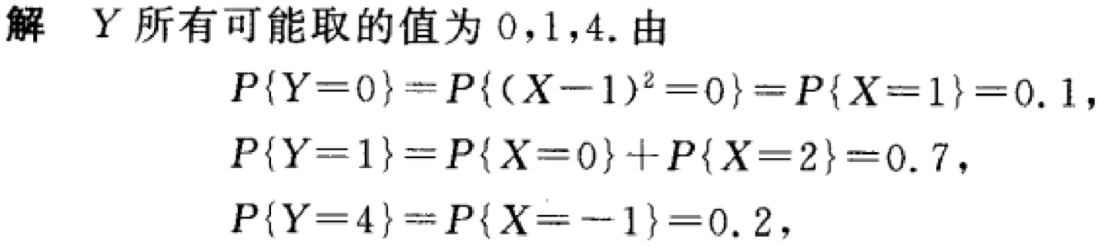 解 Y 所有可能取的值为 0,1,4. 由
P{Y=0}=P{(X-1)²=0}=P{X=1}=0.1,
P{Y=1}=P{X=0}+P{X=2}=0.7,
P{Y=4}=P{X=-1}=0.2,